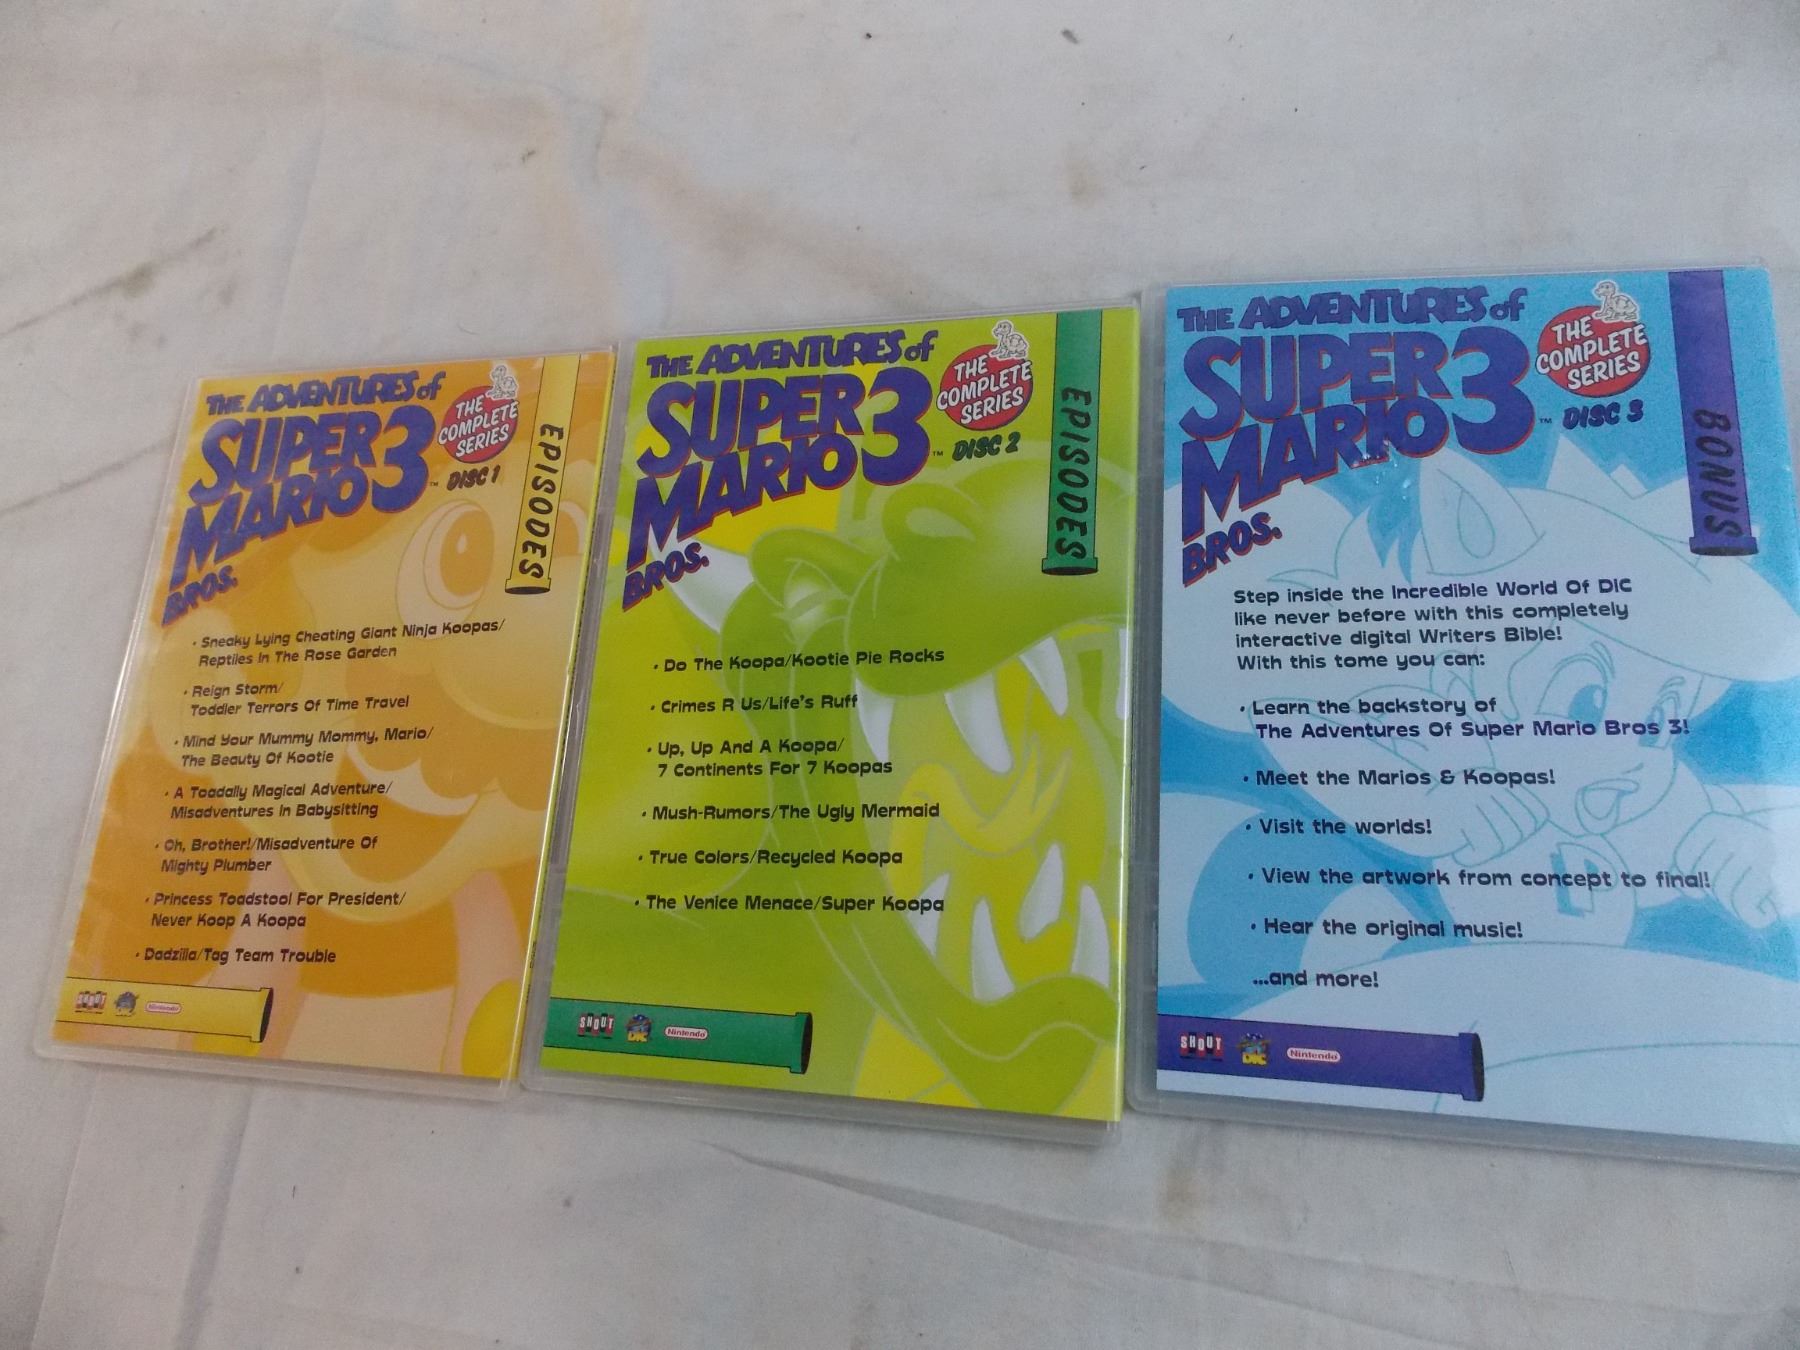 THE ADVENTURES of
SUPER
MARIO 3™
BROS.
THE
COMPLETE
SERIES
DISC 1
EPISODES
• Sneaky Lying Cheating Giant Ninja Koopas/
Reptiles In The Rose Garden
• Reign Storm/
Toddler Terrors Of Time Travel
• Mind Your Mummy Mommy, Mario/
The Beauty Of Kootie
• A Toadally Magical Adventure/
Misadventures In Babysitting
• Oh, Brother!/Misadventure Of
Mighty Plumber
• Princess Toadstool For President/
Never Koop A Koopa
• Dadzilla/Tag Team Trouble
SHOUT
Nintendo
THE ADVENTURES of
SUPER
MARIO 3™
BROS.
THE
COMPLETE
SERIES
DISC 2
EPISODES
• Do The Koopa/Kootie Pie Rocks
• Crimes R Us/Life's Ruff
• Up, Up And A Koopa/
7 Continents For 7 Koopas
• Mush-Rumors/The Ugly Mermaid
• True Colors/Recycled Koopa
• The Venice Menace/Super Koopa
SHOUT
DIC
Nintendo
THE ADVENTURES of
SUPER
MARIO 3™
BROS.
THE
COMPLETE
SERIES
DISC 3
BONUS
Step inside the Incredible World Of DIC
like never before with this completely
interactive digital Writers Bible!
With this tome you can:
• Learn the backstory of
The Adventures Of Super Mario Bros 3!
• Meet the Marios & Koopas!
• Visit the worlds!
• View the artwork from concept to final!
• Hear the original music!
...and more!
SHOUT
DIC
Nintendo